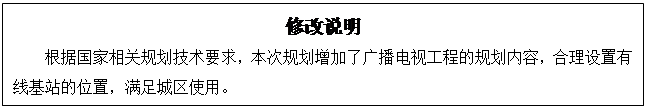 修改说明
根据国家相关规划技术要求，本次规划增加了广播电视工程的规划内容，合理设置有
线基站的位置，满足城区使用。